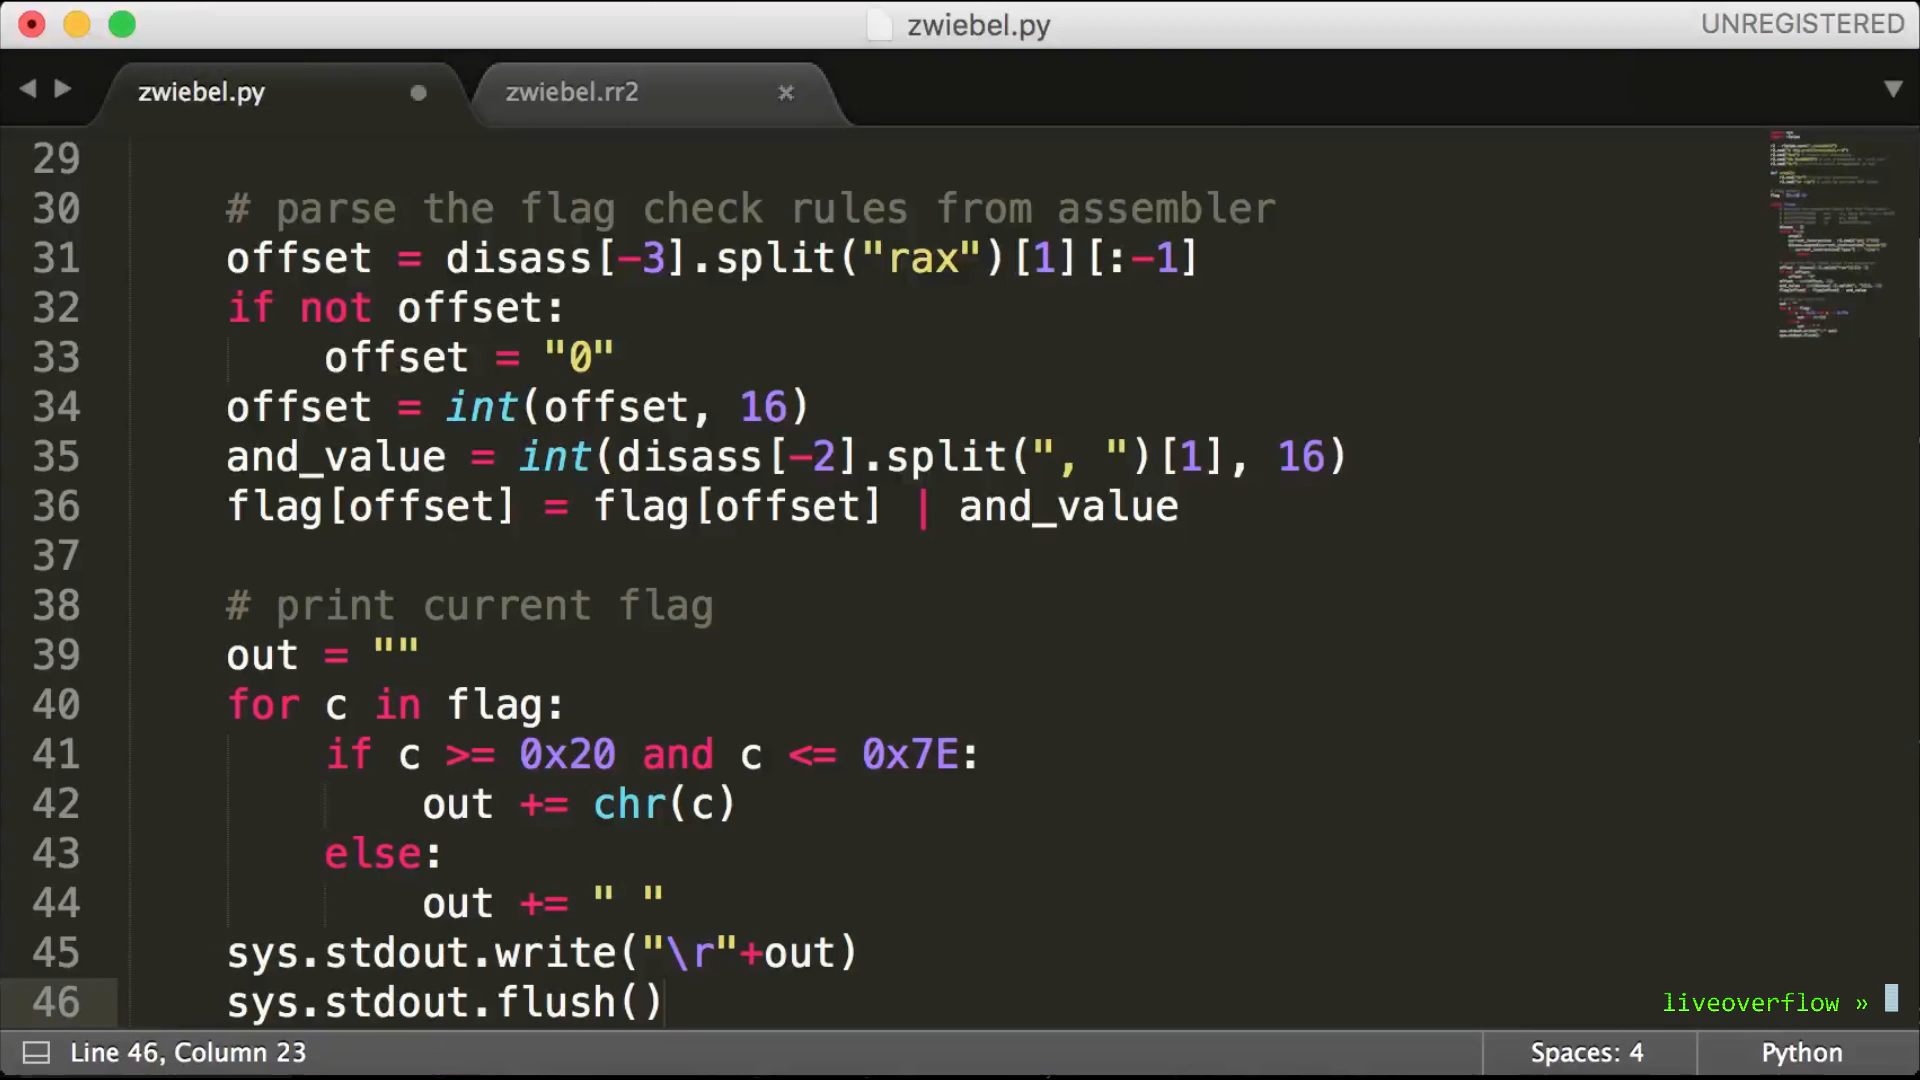 zwiebel.py
UNREGISTERED
zwiebel.py
zwiebel.rr2
29
30 # parse the flag check rules from assembler
31 offset = disass[-3].split("rax")[1][:-1]
32 if not offset:
33 offset = "0"
34 offset = int(offset, 16)
35 and_value = int(disass[-2].split(", ")[1], 16)
36 flag[offset] = flag[offset] | and_value
37
38 # print current flag
39 out = ""
40 for c in flag:
41 if c >= 0x20 and c <= 0x7E:
42 out += chr(c)
43 else:
44 out += " "
45 sys.stdout.write("\r"+out)
46 sys.stdout.flush()
liveoverflow »
Line 46, Column 23
Spaces: 4
Python